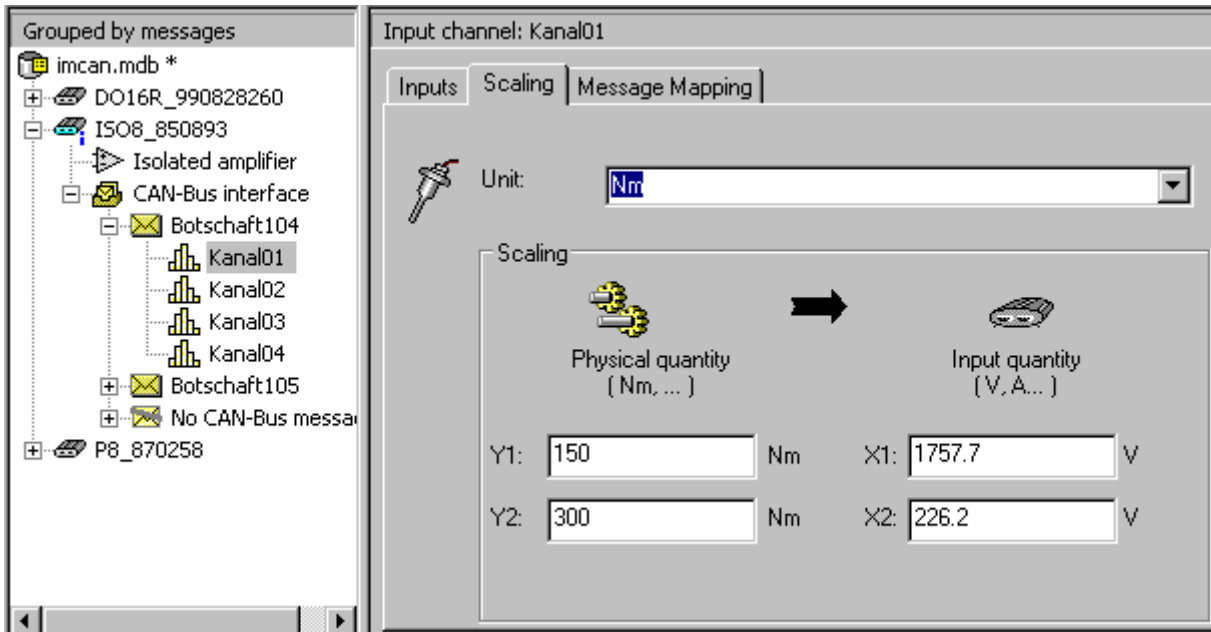 Grouped by messages
imcan.mdb *
DO16R_990828260
ISO8_850893
Isolated amplifier
CAN-Bus interface
Botschaft104
Kanal01
Kanal02
Kanal03
Kanal04
Botschaft105
No CAN-Bus messa
P8_870258
Input channel: Kanal01
Inputs Scaling Message Mapping
Unit: Nm
Scaling
Physical quantity Input quantity
( Nm, ... ) ( V, A... )
Y1: 150 Nm X1: 1757.7 V
Y2: 300 Nm X2: 226.2 V